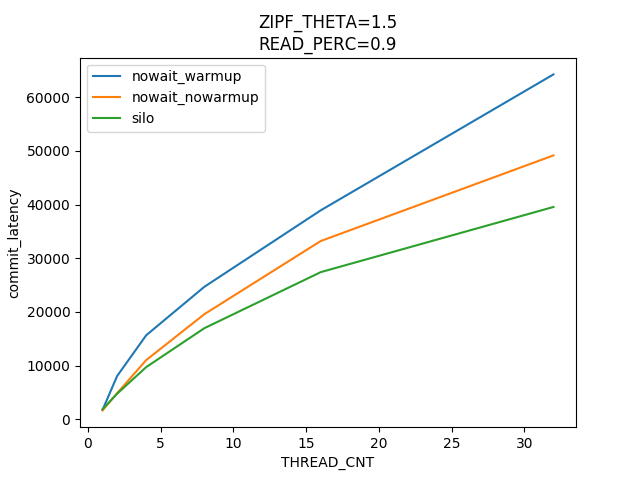 ZIPF_THETA=1.5
READ_PERC=0.9
nowait_warmup
nowait_nowarmup
silo
commit_latency
60000
50000
40000
30000
20000
10000
0
0 5 10 15 20 25 30
THREAD_CNT